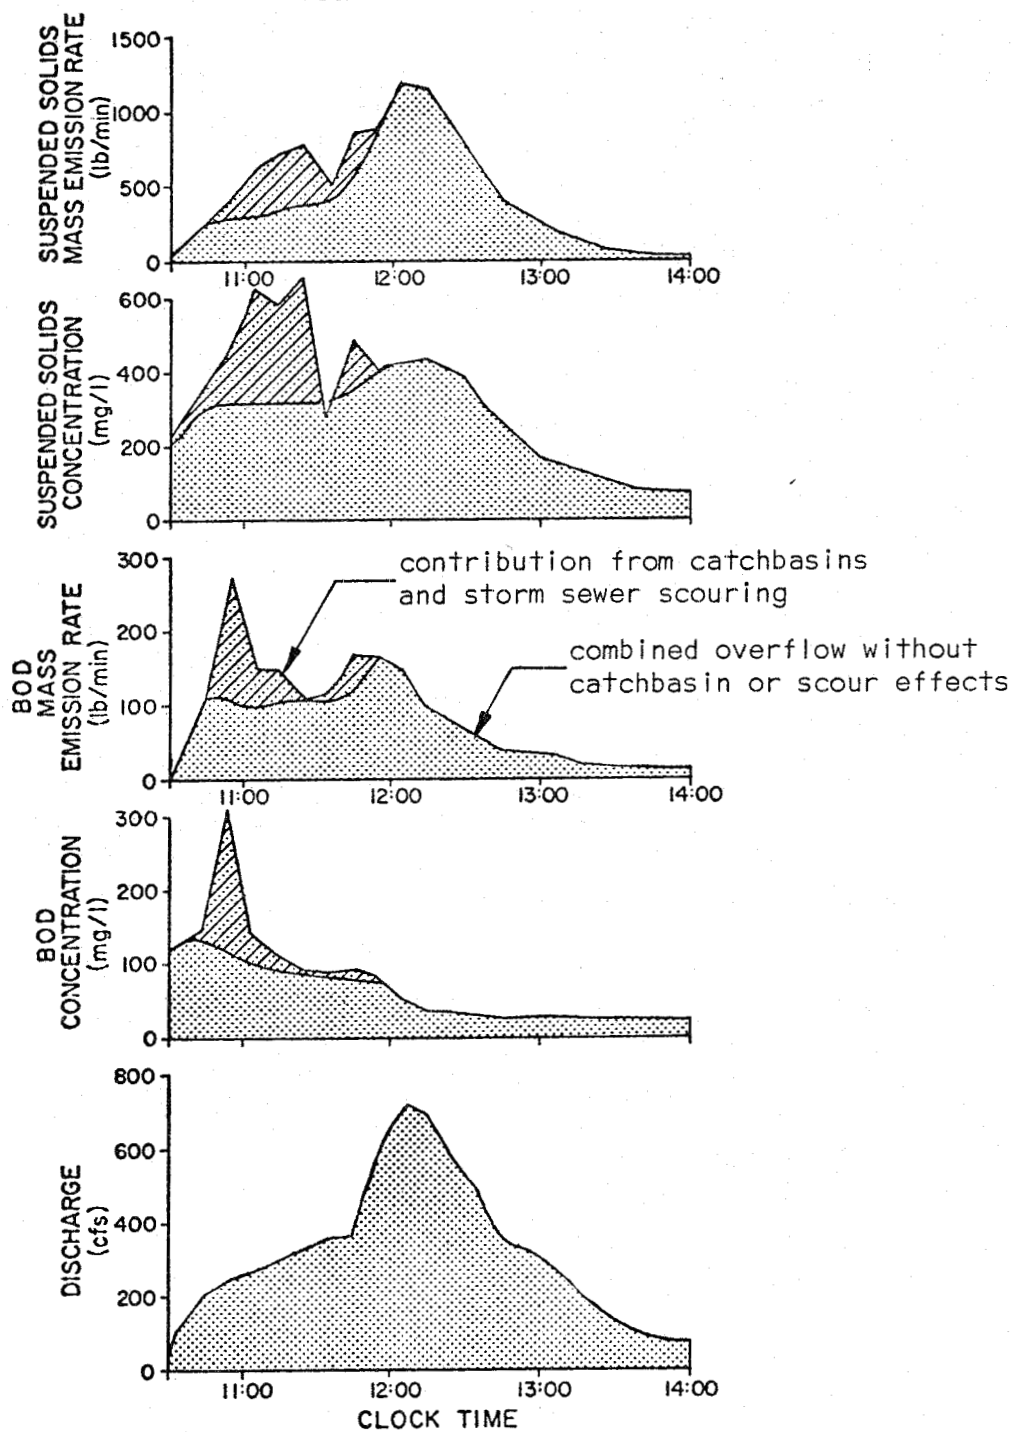 SUSPENDED SOLIDS
MASS EMISSION RATE
(lb/min)
1500
1000
500
0
11:00
12:00
13:00
14:00
SUSPENDED SOLIDS
CONCENTRATION
(mg/l)
600
400
200
0
BOD
MASS
EMISSION RATE
(lb/min)
300
200
100
0
contribution from catchbasins
and storm sewer scouring
combined overflow without
catchbasin or scour effects
11:00
12:00
13:00
14:00
BOD
CONCENTRATION
(mg/l)
300
200
100
0
DISCHARGE
(cfs)
800
600
400
200
0
11:00
12:00
13:00
14:00
CLOCK TIME